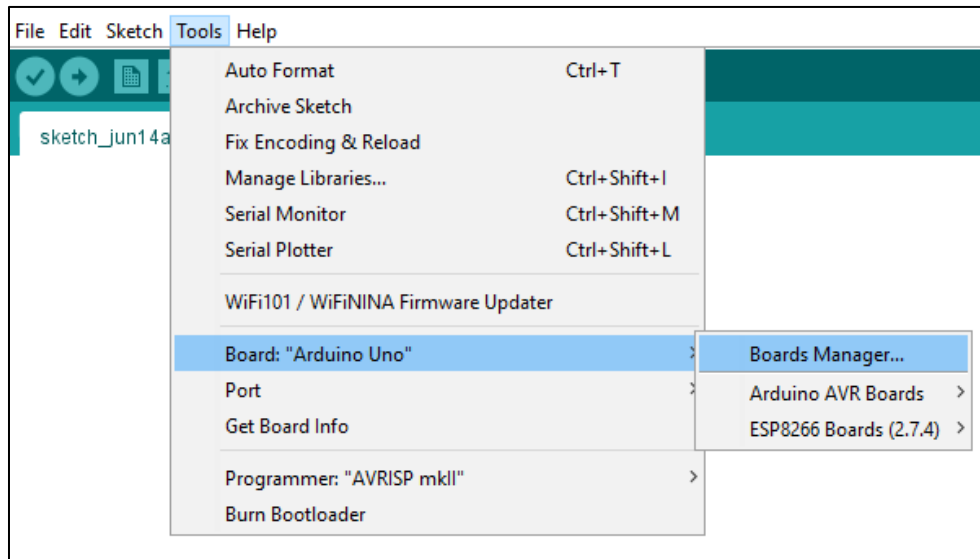 File Edit Sketch Tools Help
sketch_jun14a
Auto Format Ctrl+T
Archive Sketch
Fix Encoding & Reload
Manage Libraries... Ctrl+Shift+I
Serial Monitor Ctrl+Shift+M
Serial Plotter Ctrl+Shift+L
WiFi101 / WiFiNINA Firmware Updater
Board: "Arduino Uno"
Port
Get Board Info
Programmer: "AVRISP mkII"
Burn Bootloader
Boards Manager...
Arduino AVR Boards
ESP8266 Boards (2.7.4)